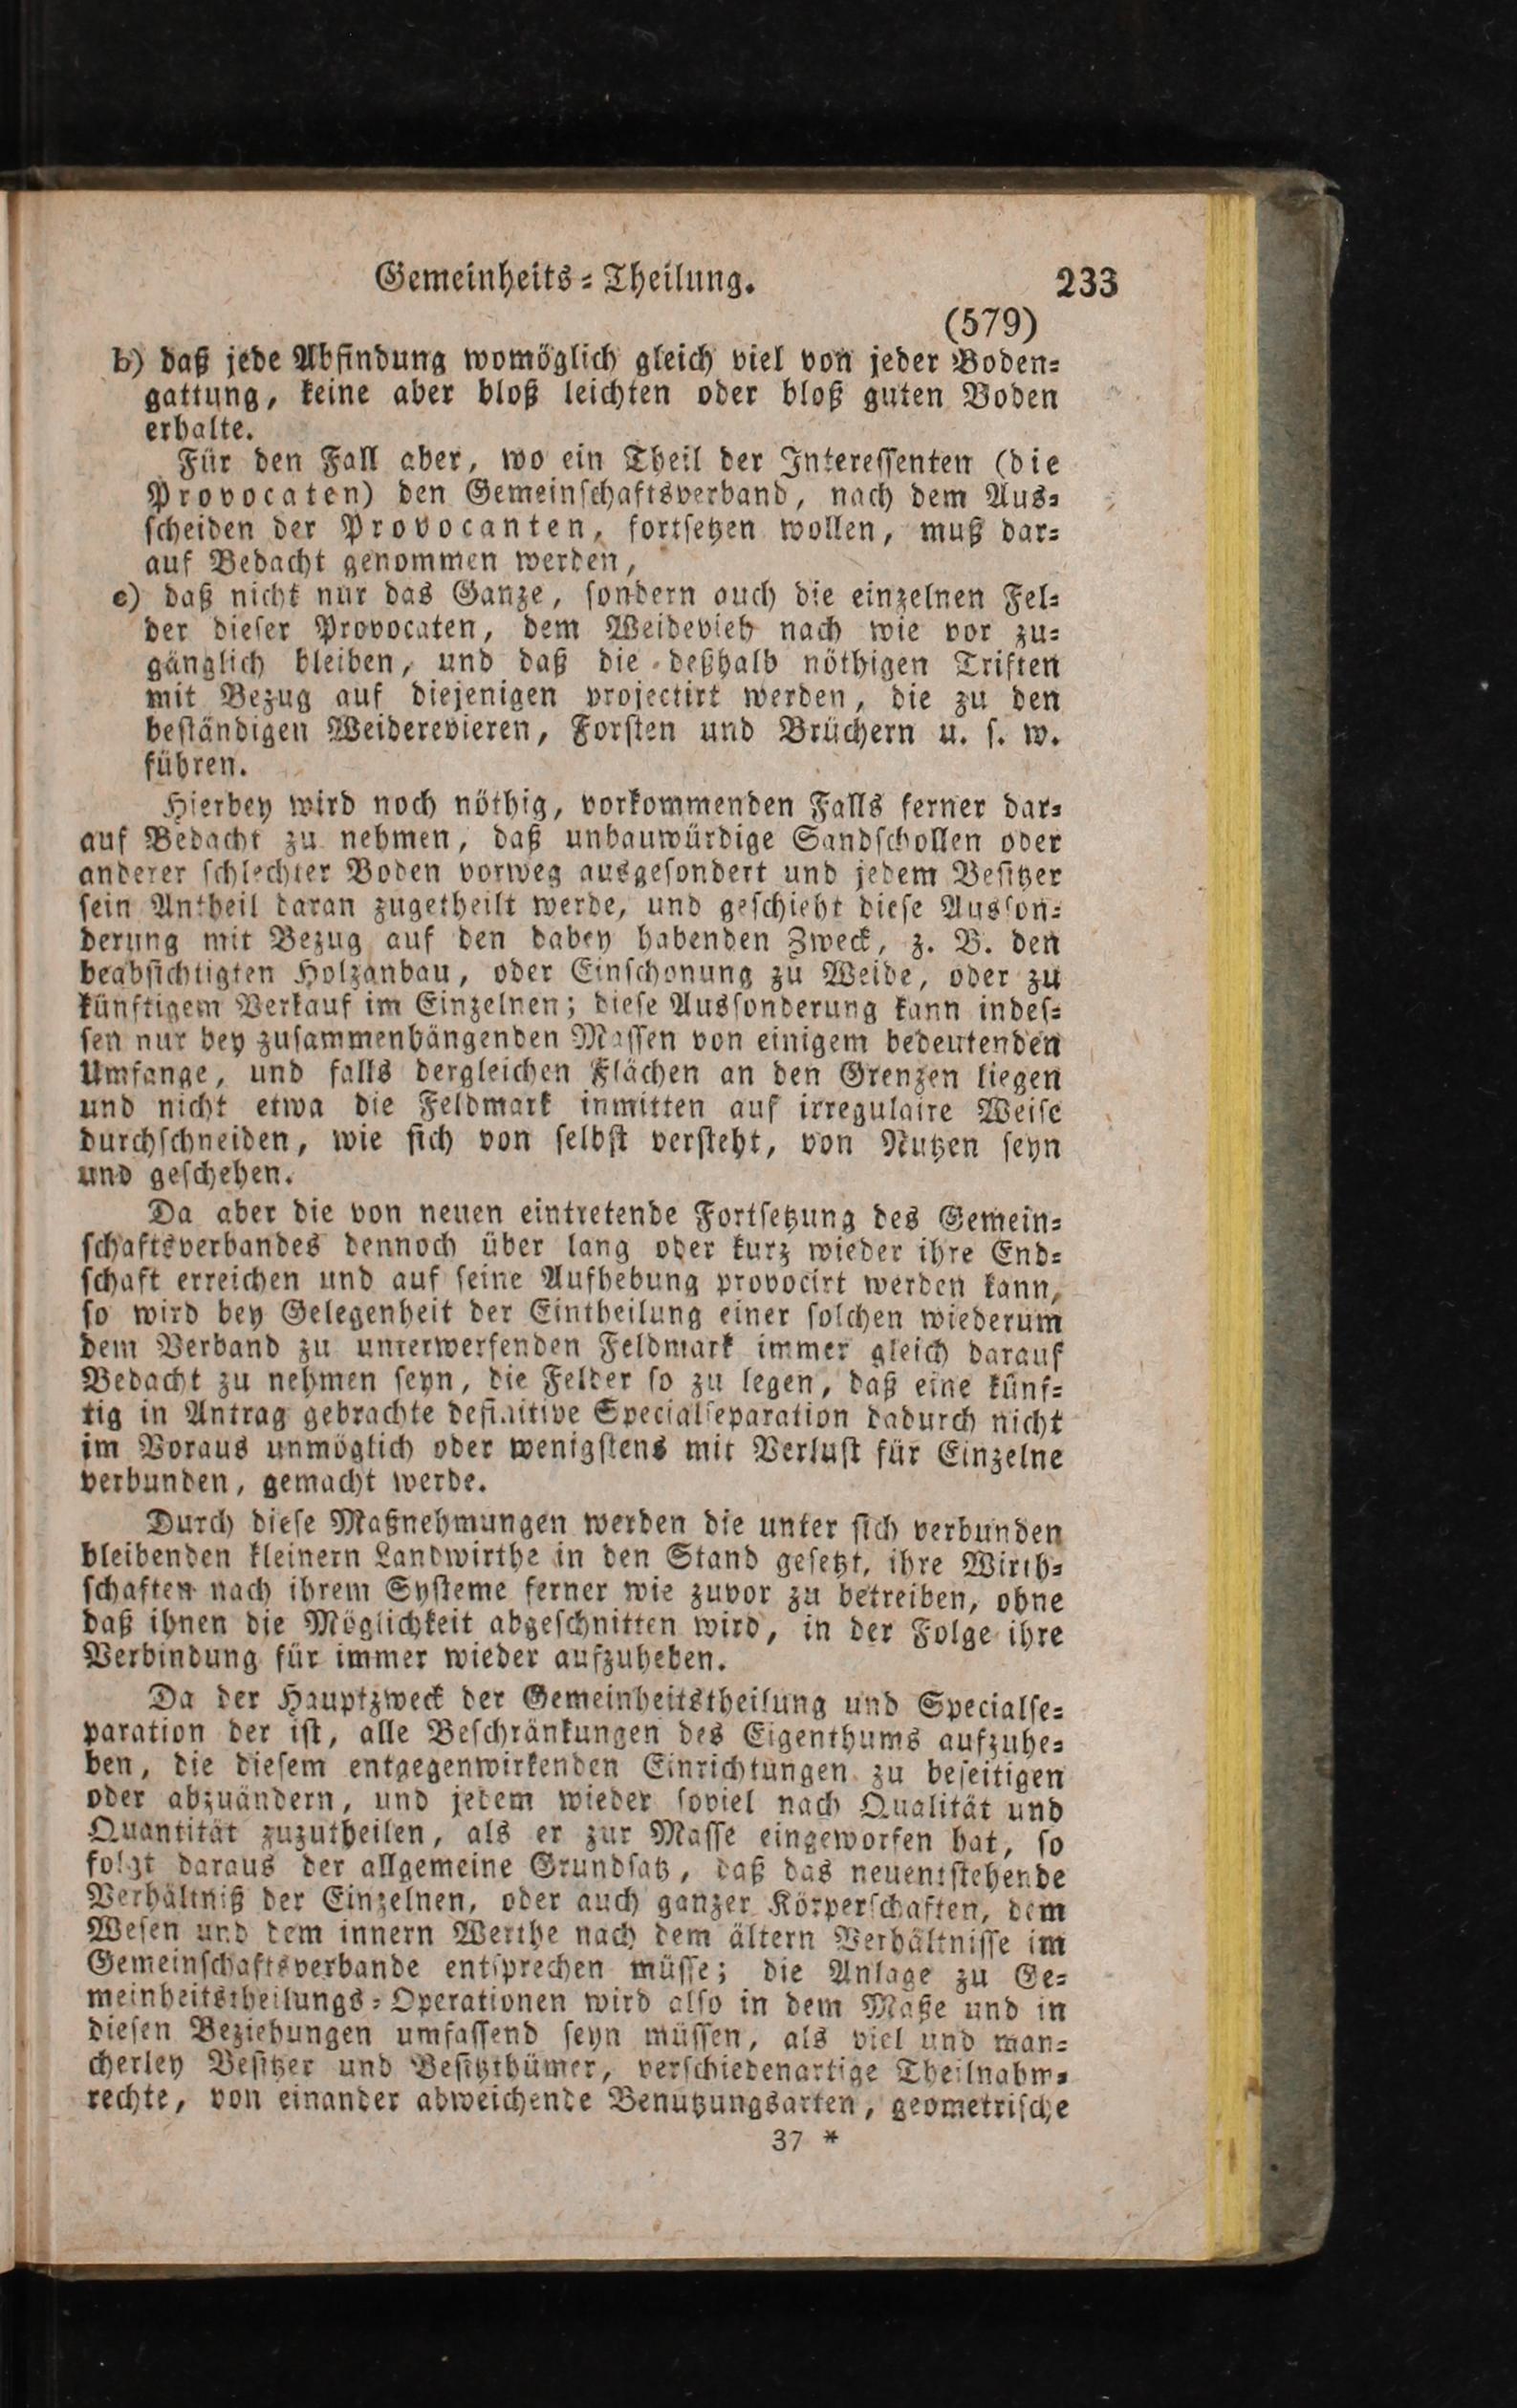 Gemeinheits-Theilung. 233
(579)
b) daß jede Abfindung womöglich gleich viel von jeder Boden-
gattung, keine aber bloß leichten oder bloß guten Boden
erhalte.
Für den Fall aber, wo ein Theil der Interessenten (die
Provocaten) den Gemeinschaftsverband, nach dem Aus-
scheiden der Provocanten, fortsetzen wollen, muß dar-
auf Bedacht genommen werden,
c) daß nicht nur das Ganze, sondern auch die einzelnen Fel-
der dieser Provocaten, dem Weidevieh nach wie vor zu-
gänglich bleiben, und daß die deßhalb nöthigen Triften
mit Bezug auf diejenigen projectirt werden, die zu den
beständigen Weiderevieren, Forsten und Brüchern u. s. w.
führen.
Hierbey wird noch nöthig, vorkommenden Falls ferner dar-
auf Bedacht zu nehmen, daß unbauwürdige Sandschollen oder
anderer schlechter Boden vorweg ausgesondert und jedem Besitzer
sein Antheil daran zugetheilt werde, und geschieht diese Ausson-
derung mit Bezug auf den dabey habenden Zweck, z. B. den
beabsichtigten Holzanbau, oder Einschonung zu Weide, oder zu
künftigem Verkauf im Einzelnen; diese Aussonderung kann indes-
sen nur bey zusammenhängenden Massen von einigem bedeutenden
Umfange, und falls dergleichen Flächen an den Grenzen liegen
und nicht etwa die Feldmark inmitten auf irregulaire Weise
durchschneiden, wie sich von selbst versteht, von Nutzen seyn
und geschehen.
Da aber die von neuen eintretende Fortsetzung des Gemein-
schaftsverbandes dennoch über lang oder kurz wieder ihre End-
schaft erreichen und auf seine Aufhebung provocirt werden kann,
so wird bey Gelegenheit der Eintheilung einer solchen wiederum
dem Verband zu unterwerfenden Feldmark immer gleich darauf
Bedacht zu nehmen seyn, die Felder so zu legen, daß eine künf-
tig in Antrag gebrachte definitive Specialseparation dadurch nicht
im Voraus unmöglich oder wenigstens mit Verlust für Einzelne
verbunden, gemacht werde.
Durch diese Maßnehmungen werden die unter sich verbunden
bleibenden kleinern Landwirthe in den Stand gesetzt, ihre Wirth-
schaften nach ihrem Systeme ferner wie zuvor zu betreiben, ohne
daß ihnen die Möglichkeit abgeschnitten wird, in der Folge ihre
Verbindung für immer wieder aufzuheben.
Da der Hauptzweck der Gemeinheitstheilung und Specialse-
paration der ist, alle Beschränkungen des Eigenthums aufzuhe-
ben, die diesem entgegenwirkenden Einrichtungen zu beseitigen
oder abzuändern, und jedem wieder soviel nach Qualität und
Quantität zuzutheilen, als er zur Masse eingeworfen hat, so
folgt daraus der allgemeine Grundsatz, daß das neuentstehende
Verhältniß der Einzelnen, oder auch ganzer Körperschaften, dem
Wesen und dem innern Werthe nach dem ältern Verhältnisse im
Gemeinschaftsverbande entsprechen müsse; die Anlage zu Ge-
meinheitstheilungs-Operationen wird also in dem Maße und in
diesen Beziehungen umfassend seyn müssen, als viel und man-
cherley Besitzer und Besitzthümer, verschiedenartige Theilnahm-
rechte, von einander abweichende Benutzungsarten, geometrische
37 *